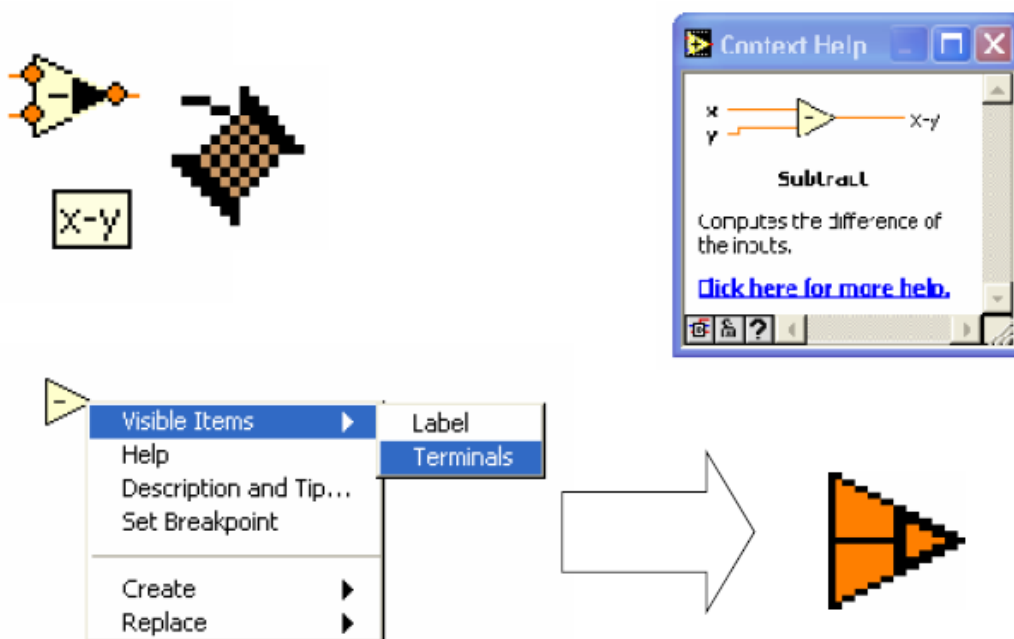 x-y
Context Help
x
y
x-y
Subtract
Computes the difference of
the inputs.
Click here for more help.
?
Visible Items
Label
Help
Terminals
Description and Tip...
Set Breakpoint
Create
Replace